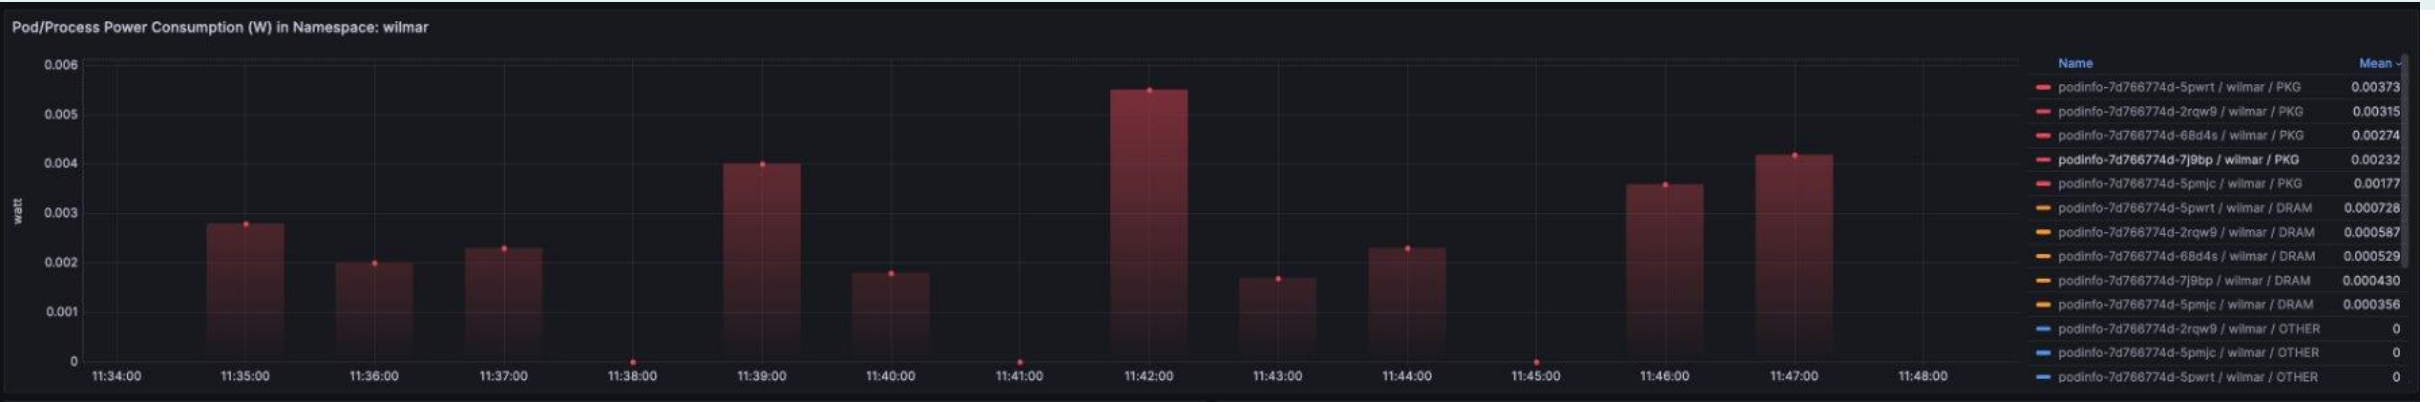 Pod/Process Power Consumption (W) in Namespace: wilmar
0.006
0.005
0.004
0.003
0.002
0.001
0
watt
11:34:00 11:35:00 11:36:00 11:37:00 11:38:00 11:39:00 11:40:00 11:41:00 11:42:00 11:43:00 11:44:00 11:45:00 11:46:00 11:47:00 11:48:00
Name Mean
podinfo-7d766774d-5pwrt / wilmar / PKG 0.00373
podinfo-7d766774d-2rqw9 / wilmar / PKG 0.00315
podinfo-7d766774d-68d4s / wilmar / PKG 0.00274
podinfo-7d766774d-7j9bp / wilmar / PKG 0.00232
podinfo-7d766774d-5pmjc / wilmar / PKG 0.00177
podinfo-7d766774d-5pwrt / wilmar / DRAM 0.000728
podinfo-7d766774d-2rqw9 / wilmar / DRAM 0.000587
podinfo-7d766774d-68d4s / wilmar / DRAM 0.000529
podinfo-7d766774d-7j9bp / wilmar / DRAM 0.000430
podinfo-7d766774d-5pmjc / wilmar / DRAM 0.000356
podinfo-7d766774d-2rqw9 / wilmar / OTHER 0
podinfo-7d766774d-5pmjc / wilmar / OTHER 0
podinfo-7d766774d-5pwrt / wilmar / OTHER 0